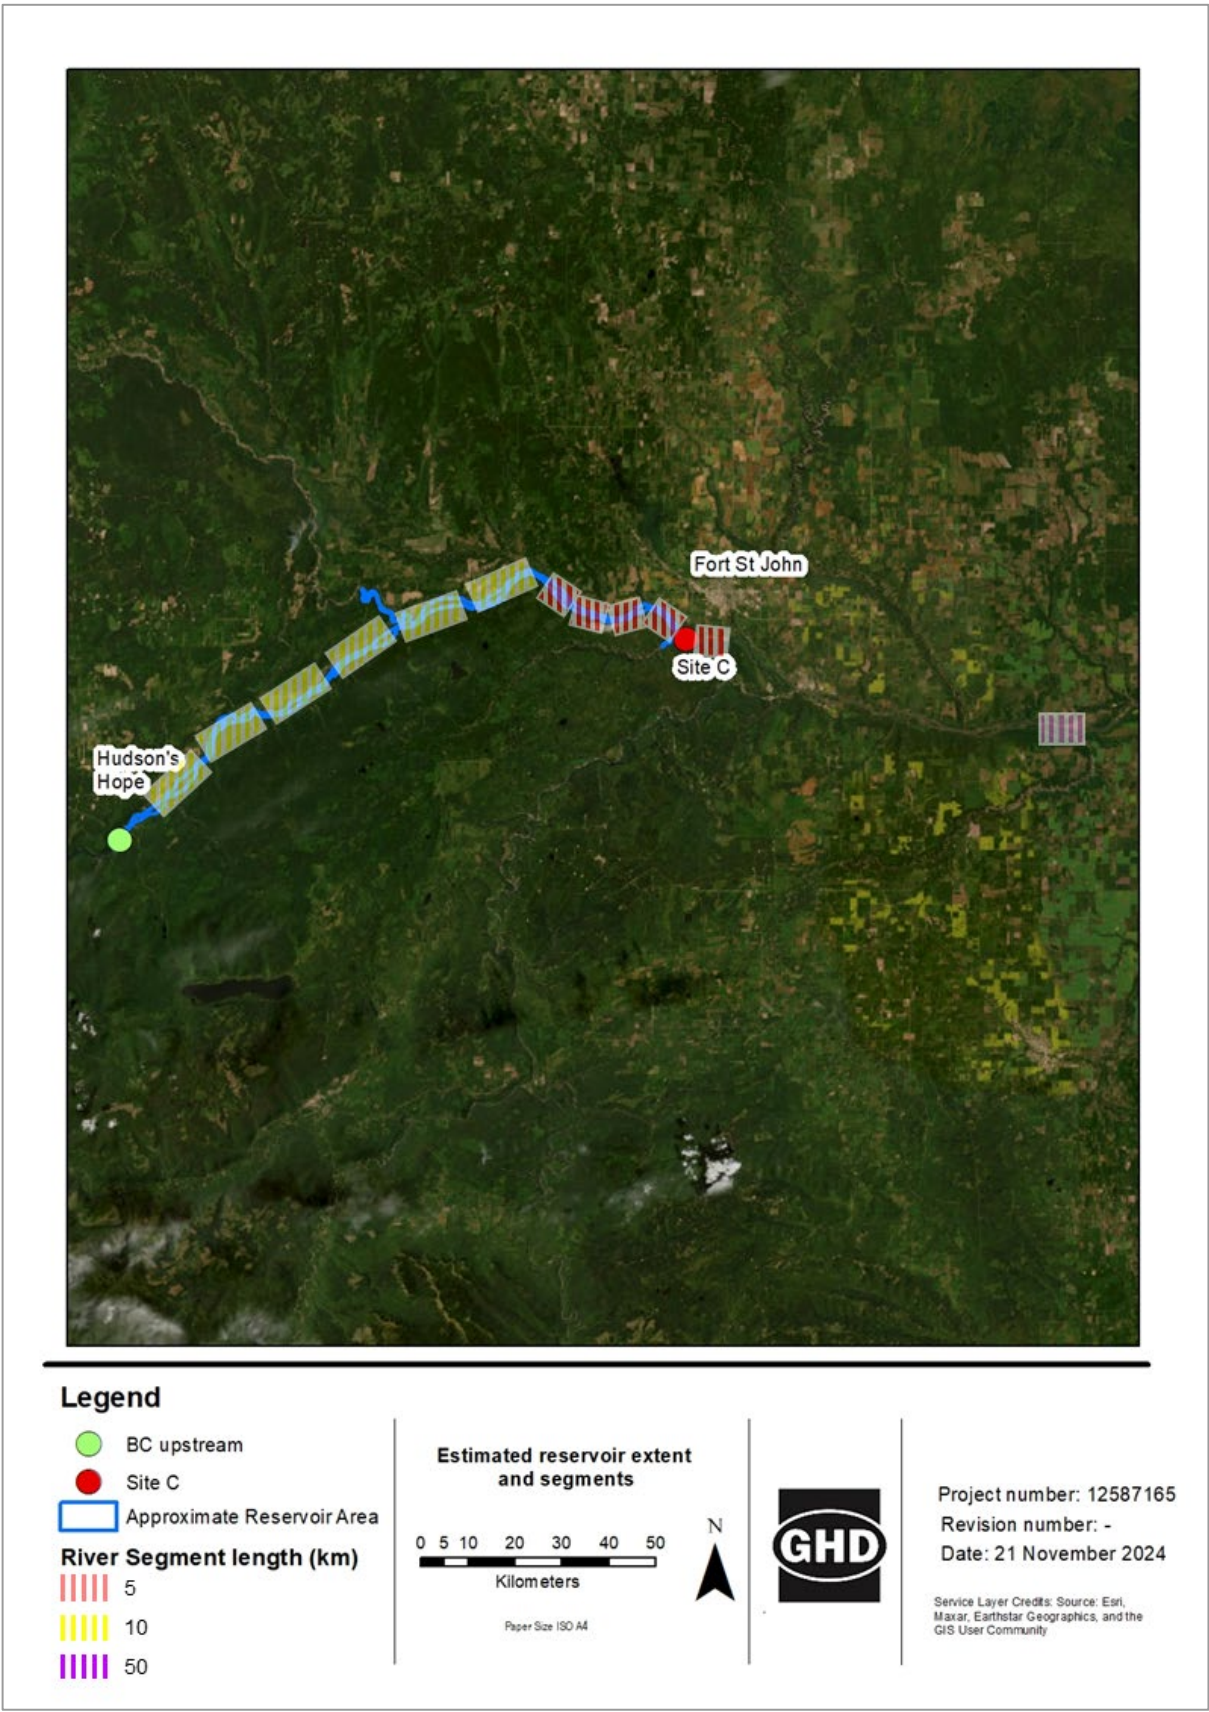 Fort St John
Site C
Hudson's
Hope
Legend
BC upstream
Site C
Approximate Reservoir Area
River Segment length (km)
5
10
50
Estimated reservoir extent
and segments
0 5 10 20 30 40 50
Kilometers
Paper Size ISO A4
N
GHD
Project number: 12587165
Revision number: -
Date: 21 November 2024
Service Layer Credits: Source: Esri,
Maxar, Earthstar Geographics, and the
GIS User Community